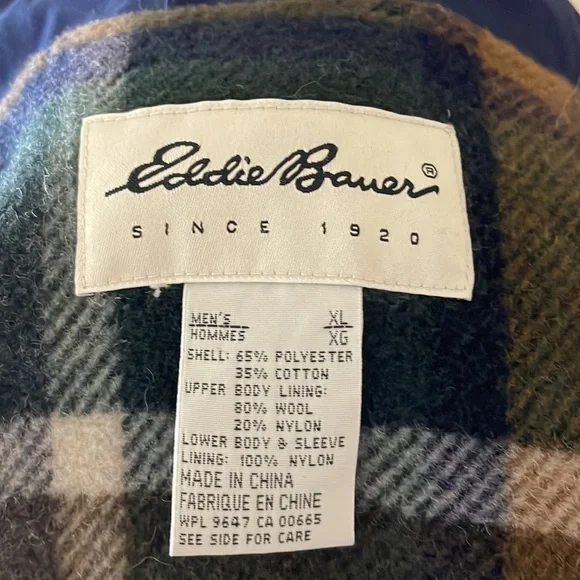 Eddie Bauer®
SINCE 1920
MEN'S XL
HOMMES XG
SHELL: 65% POLYESTER
35% COTTON
UPPER BODY LINING:
80% WOOL
20% NYLON
LOWER BODY & SLEEVE
LINING: 100% NYLON
MADE IN CHINA
FABRIQUE EN CHINE
WPL 9647 CA 00665
SEE SIDE FOR CARE